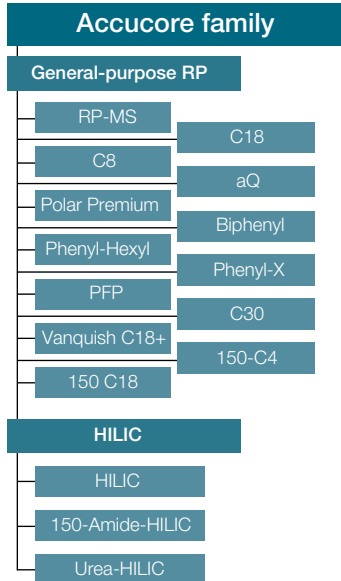 Accucore family
General-purpose RP
RP-MS
C18
C8
aQ
Polar Premium
Biphenyl
Phenyl-Hexyl
Phenyl-X
PFP
C30
Vanquish C18+
150-C4
150 C18
HILIC
HILIC
150-Amide-HILIC
Urea-HILIC